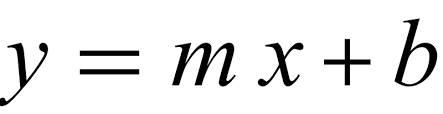 y = m x + b